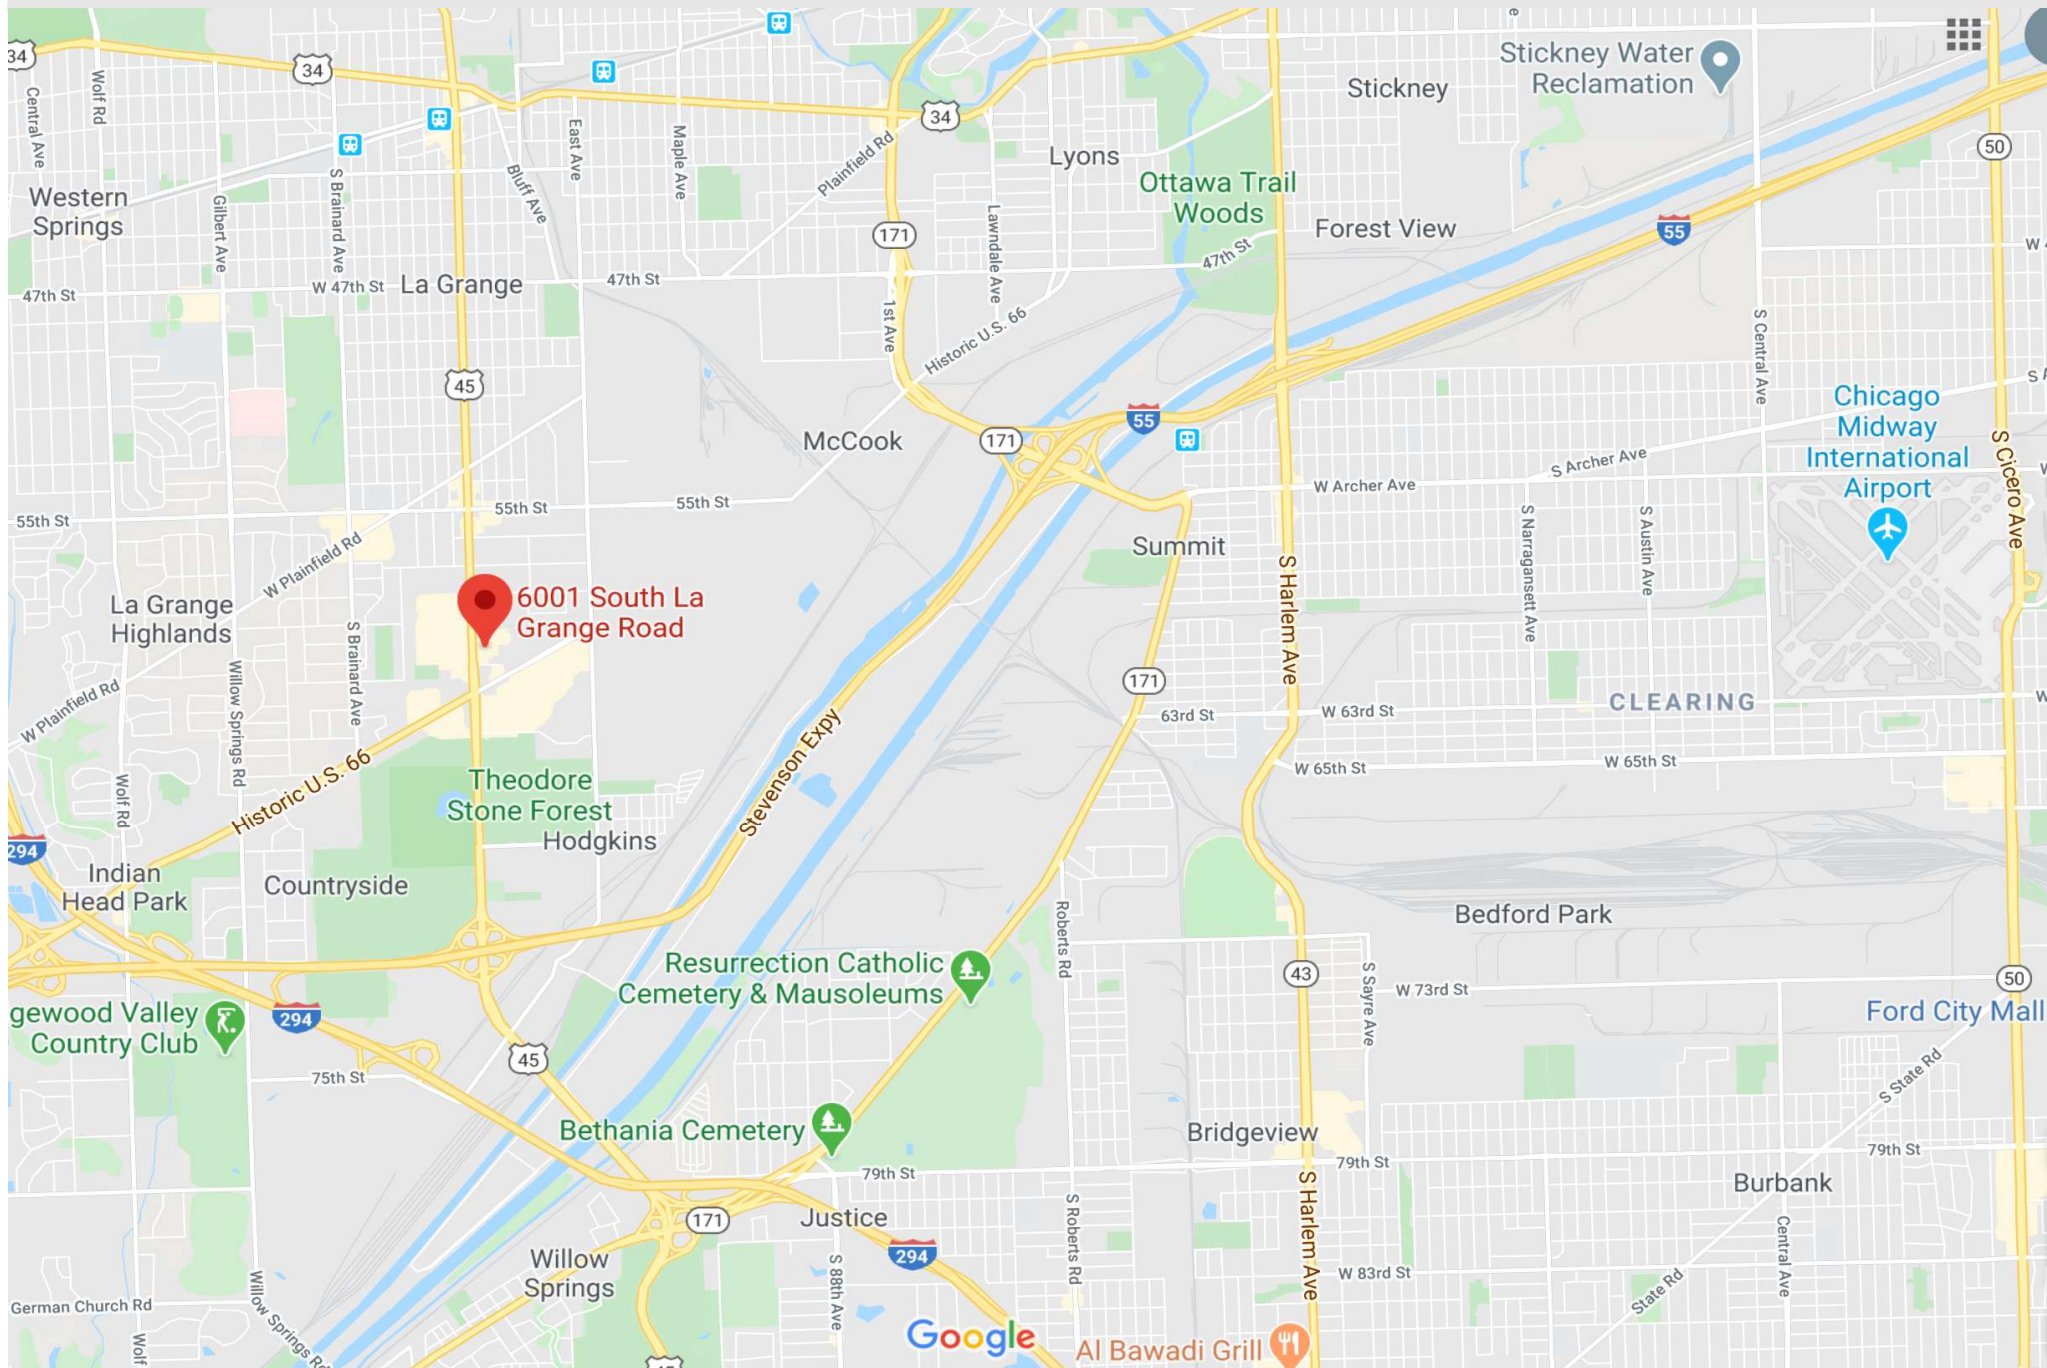 34
Central Ave
Wolf Rd
34
34
Stickney
Stickney Water
Reclamation
50
Western
Springs
Gilbert Ave
S Brainard Ave
Bluff Ave
East Ave
Maple Ave
Plainfield Rd
Lawndale Ave
Lyons
Ottawa Trail
Woods
Forest View
171
55
47th St
W 47th St
La Grange
47th St
47th St
1st Ave
Historic U.S. 66
S Central Ave
45
McCook
171
55
Chicago
Midway
International
Airport
S Cicero Ave
S Archer Ave
W Archer Ave
55th St
55th St
55th St
W Plainfield Rd
Summit
S Harlem Ave
S Narragansett Ave
S Austin Ave
La Grange
Highlands
6001 South La
Grange Road
S Brainard Ave
Willow Springs Rd
W Plainfield Rd
171
63rd St
W 63rd St
CLEARING
W 65th St
W 65th St
Historic U.S. 66
Wolf Rd
Theodore
Stone Forest
Hodgkins
Stevenson Expy
294
Indian
Head Park
Countryside
Roberts Rd
Bedford Park
Resurrection Catholic
Cemetery & Mausoleums
43
S Sayre Ave
W 73rd St
50
Ford City Mall
gewood Valley
Country Club
294
45
75th St
S State Rd
Bethania Cemetery
Bridgeview
79th St
79th St
79th St
Burbank
S Harlem Ave
171
Justice
294
Willow
Springs
S 88th Ave
S Roberts Rd
W 83rd St
State Rd
Central Ave
German Church Rd
Wolf
Willow Springs Rd
Google
Al Bawadi Grill